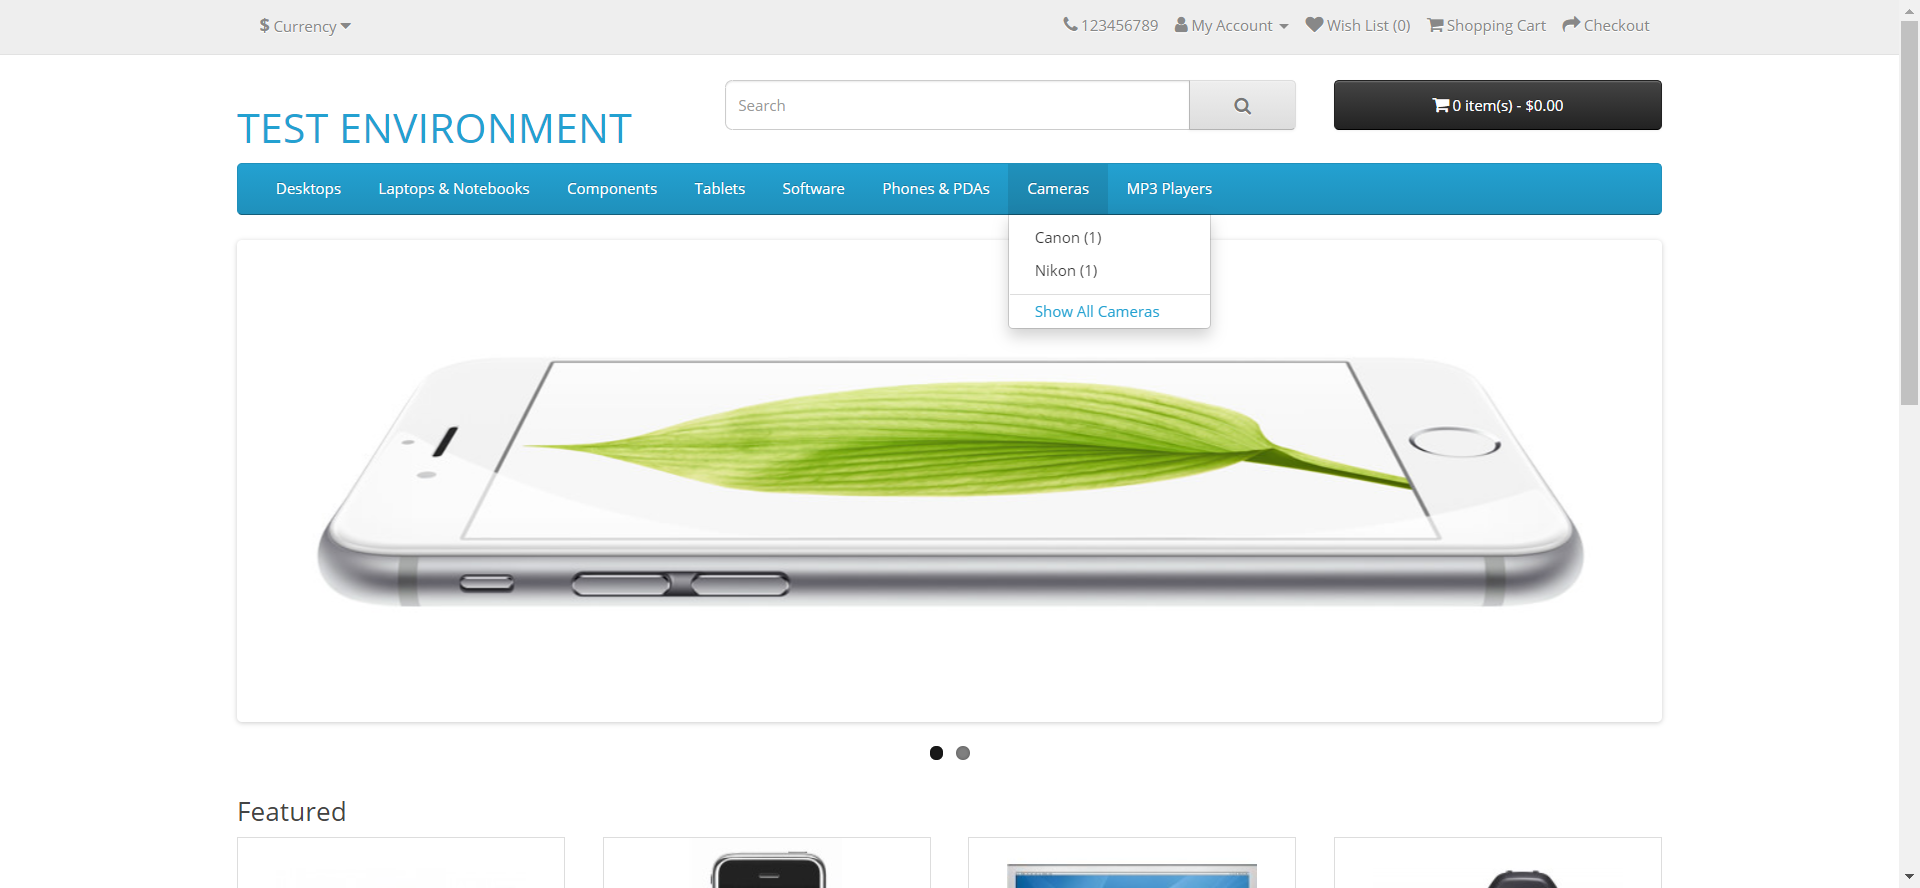 $ Currency
123456789 My Account Wish List (0) Shopping Cart Checkout
TEST ENVIRONMENT
Search
0 item(s) - $0.00
Desktops Laptops & Notebooks Components Tablets Software Phones & PDAs Cameras MP3 Players
Canon (1)
Nikon (1)
Show All Cameras
Featured